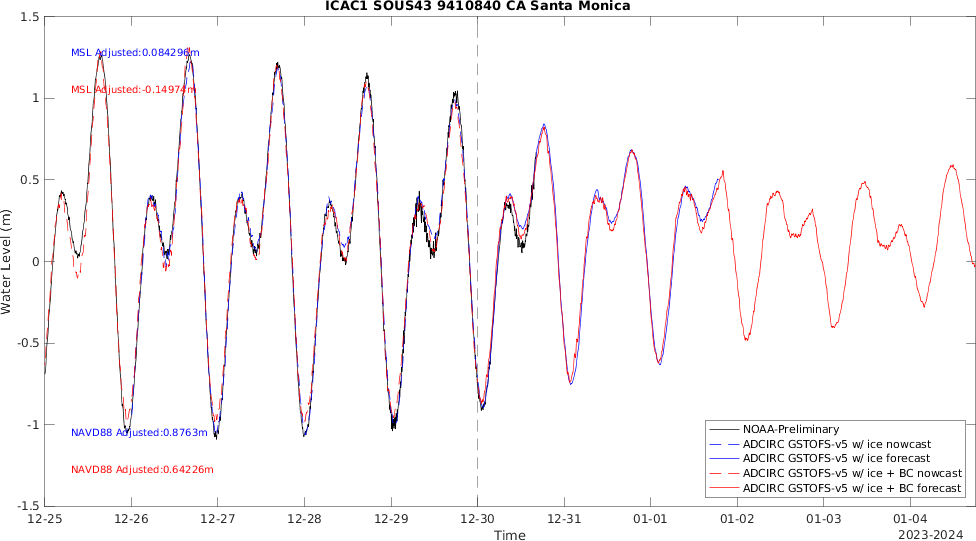 ICAC1 SOUS43 9410840 CA Santa Monica
1.5
1
0.5
0
-0.5
-1
-1.5
Water Level (m)
MSL Adjusted:0.084296m
MSL Adjusted:-0.14974m
NAVD88 Adjusted:0.8763m
NAVD88 Adjusted:0.64226m
NOAA-Preliminary
ADCIRC GSTOFS-v5 w/ ice nowcast
ADCIRC GSTOFS-v5 w/ ice forecast
ADCIRC GSTOFS-v5 w/ ice + BC nowcast
ADCIRC GSTOFS-v5 w/ ice + BC forecast
12-25 12-26 12-27 12-28 12-29 12-30 12-31 01-01 01-02 01-03 01-04
Time
2023-2024